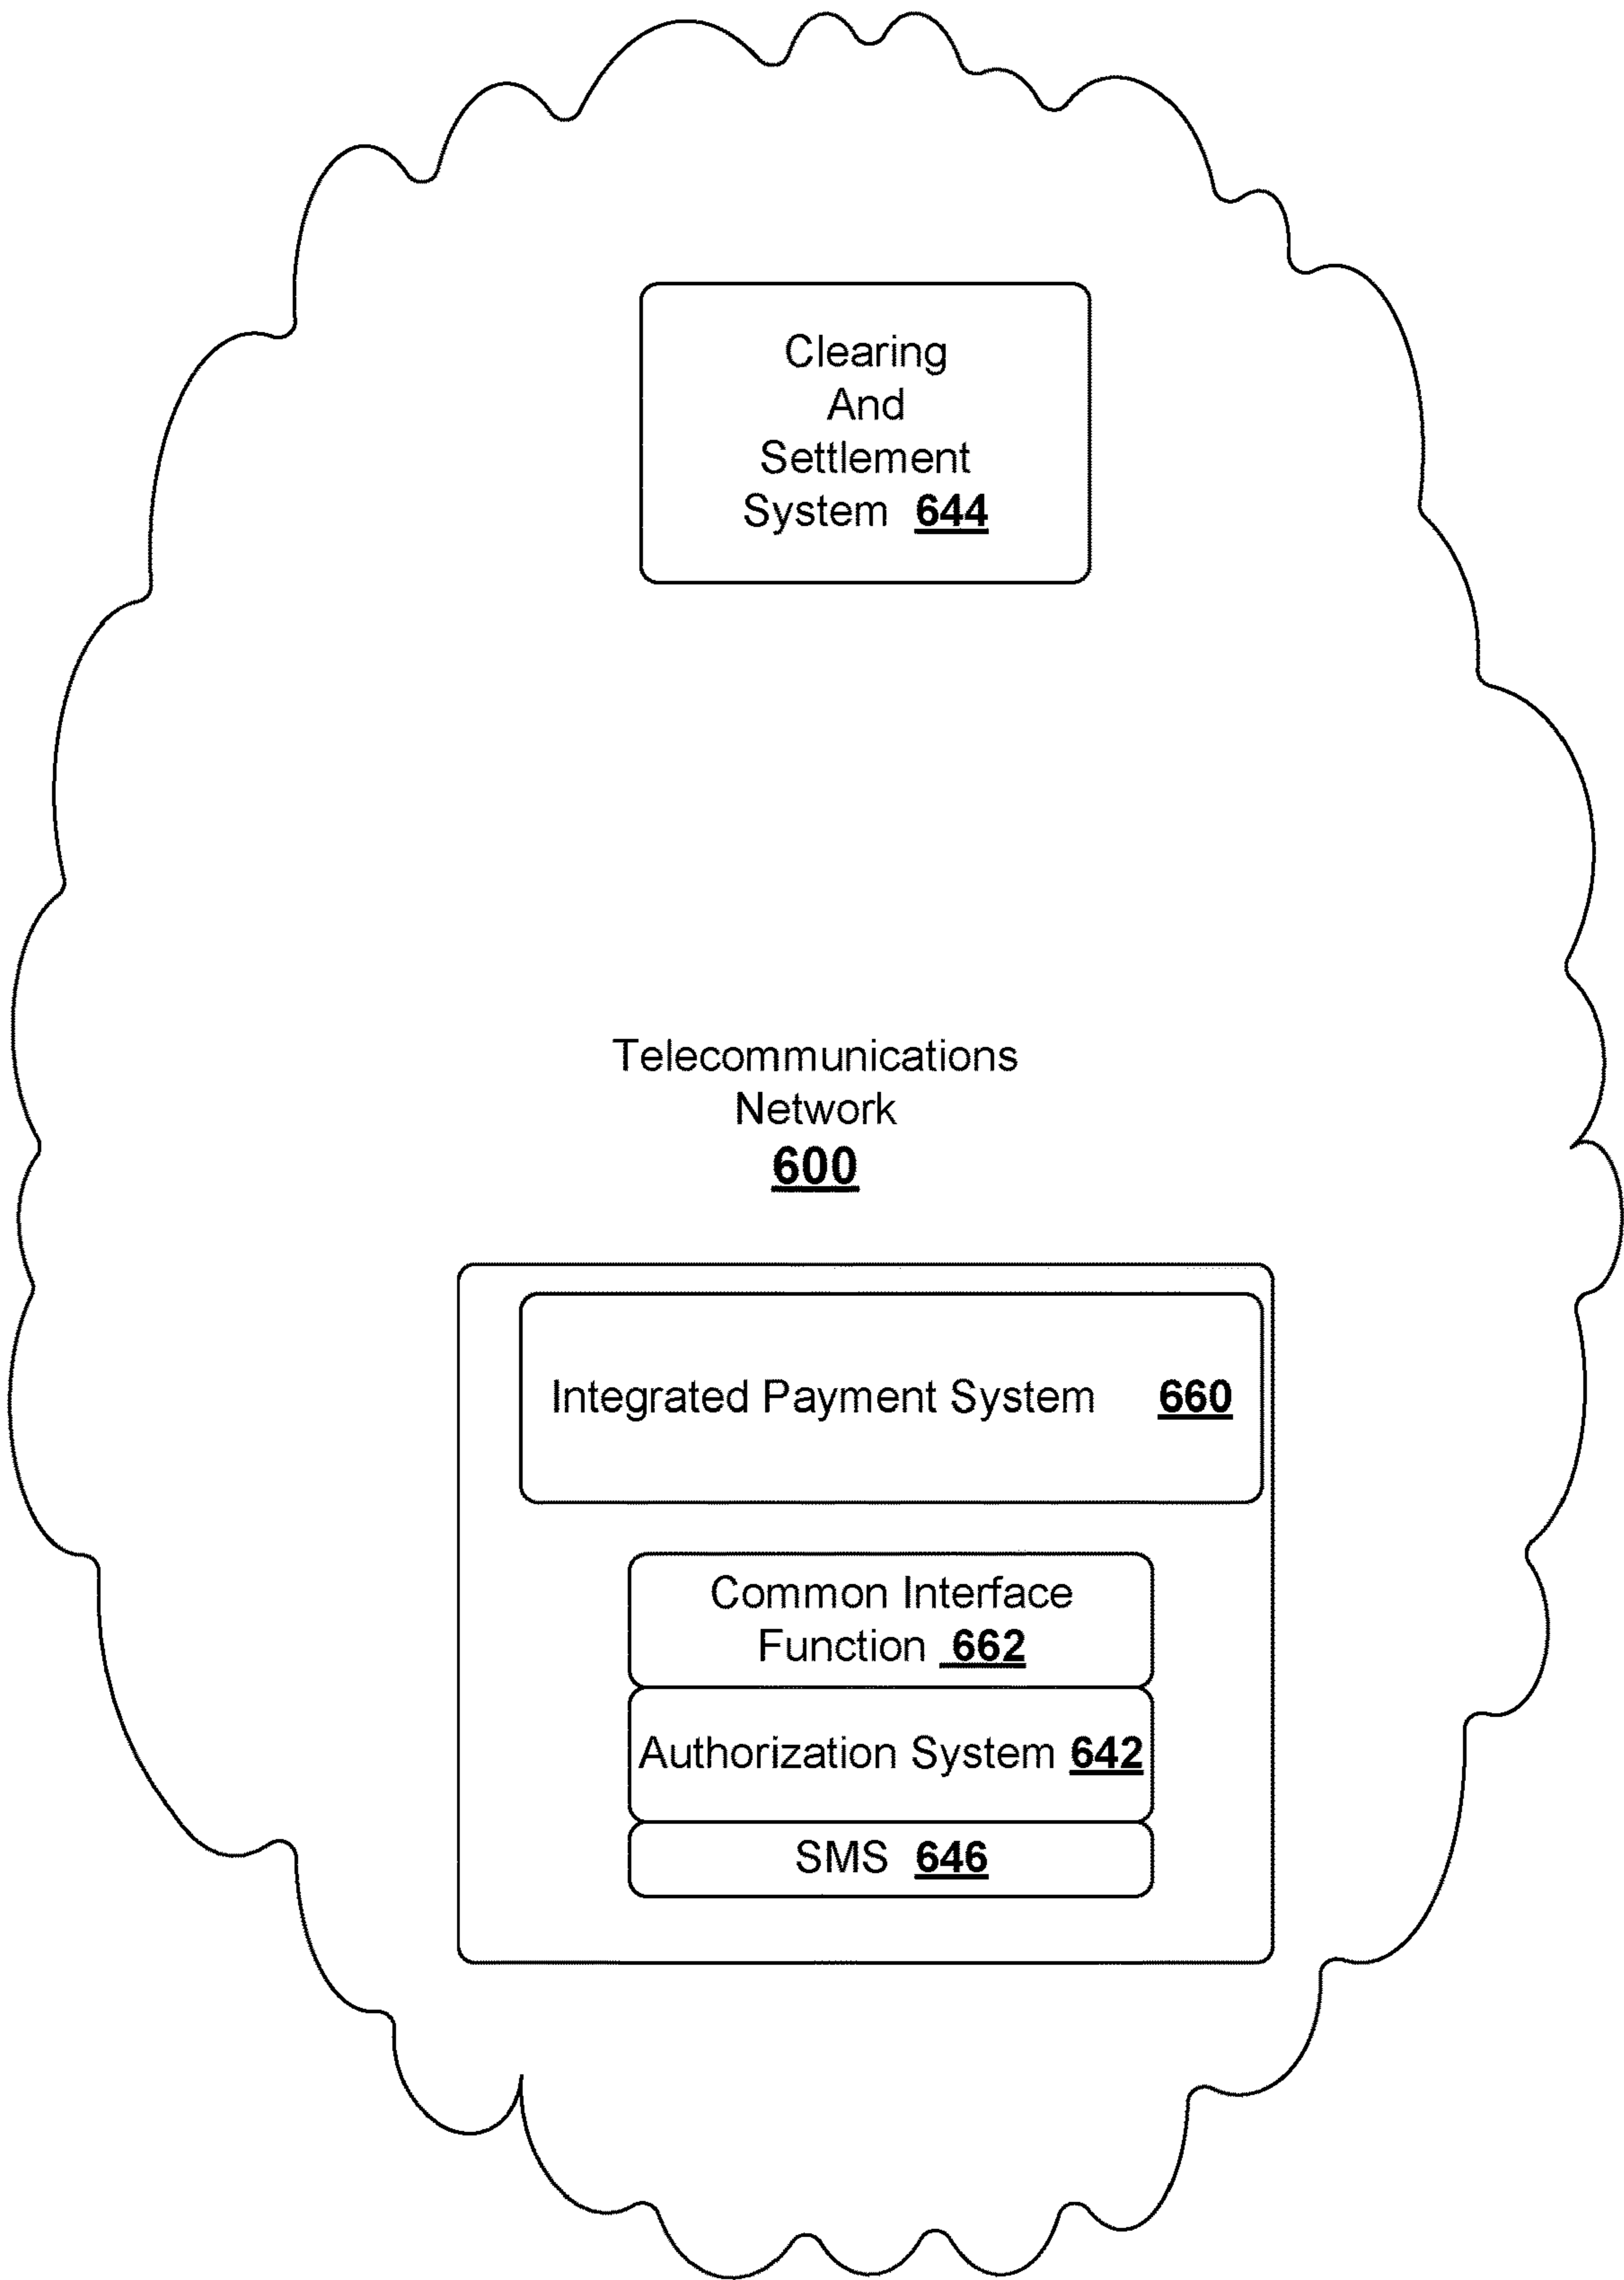 Clearing
And
Settlement
System 644
Telecommunications
Network
600
Integrated Payment System 660
Common Interface
Function 662
Authorization System 642
SMS 646